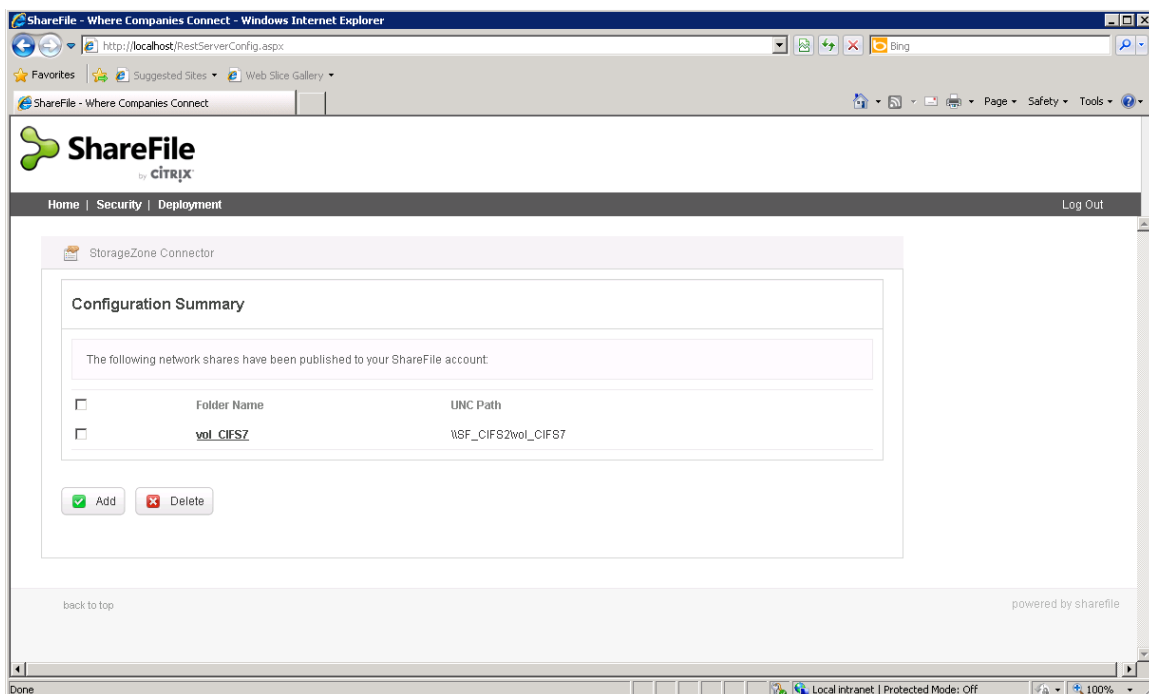 ShareFile - Where Companies Connect - Windows Internet Explorer
http://localhost/RestServerConfig.aspx
Bing
Favorites Suggested Sites Web Slice Gallery
ShareFile - Where Companies Connect
Page Safety Tools
ShareFile
by CITRIX
Home | Security | Deployment
Log Out
StorageZone Connector
Configuration Summary
The following network shares have been published to your ShareFile account:
Folder Name UNC Path
vol_CIFS7 \\SF_CIFS2\vol_CIFS7
Add Delete
back to top
powered by sharefile
Done
Local intranet | Protected Mode: Off
100%